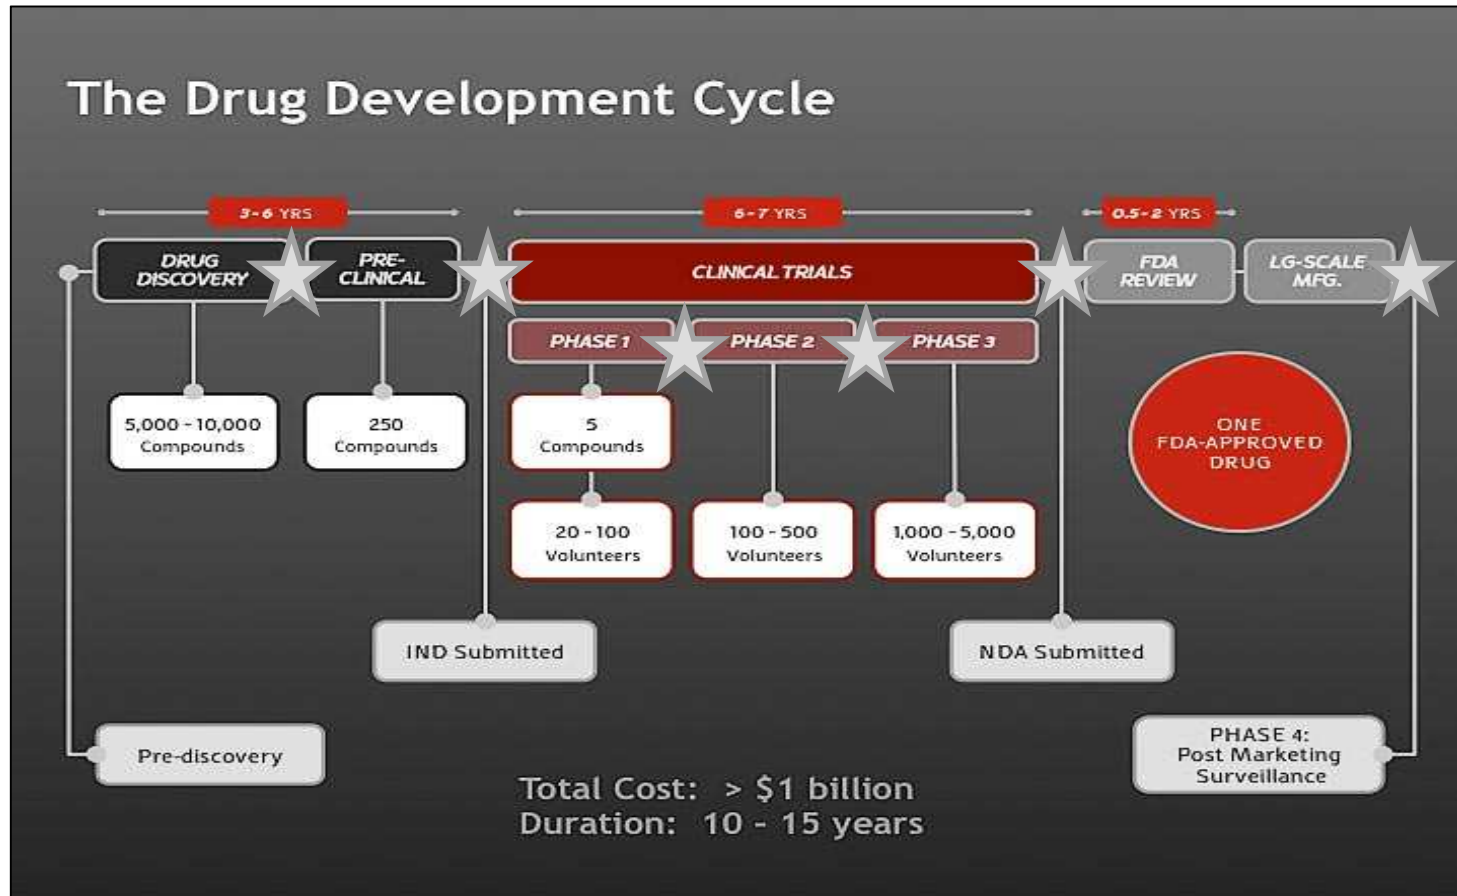 The Drug Development Cycle
3-6 YRS
6-7 YRS
0.5-2 YRS
DRUG
DISCOVERY
PRE-
CLINICAL
CLINICAL TRIALS
FDA
REVIEW
LG-SCALE
MFG.
PHASE 1
PHASE 2
PHASE 3
5,000 - 10,000
Compounds
250
Compounds
5
Compounds
ONE
FDA-APPROVED
DRUG
20 - 100
Volunteers
100 - 500
Volunteers
1,000 - 5,000
Volunteers
IND Submitted
NDA Submitted
Pre-discovery
PHASE 4:
Post Marketing
Surveillance
Total Cost: > $1 billion
Duration: 10 - 15 years